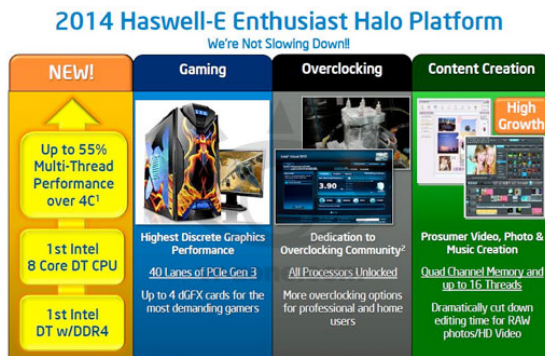 2014 Haswell-E Enthusiast Halo Platform
We're Not Slowing Down!!
NEW!
Up to 55%
Multi-Thread
Performance
over 4C¹
1st Intel
8 Core DT CPU
1st Intel
DT w/DDR4
Gaming
Highest Discrete Graphics
Performance
40 Lanes of PCIe Gen 3
Up to 4 dGFX cards for the
most demanding gamers
Overclocking
3.90
Dedication to
Overclocking Community²
All Processors Unlocked
More overclocking options
for professional and home
users
Content Creation
High
Growth
Prosumer Video, Photo &
Music Creation
Quad Channel Memory and
up to 16 Threads
Dramatically cut down
editing time for RAW
photos/HD Video